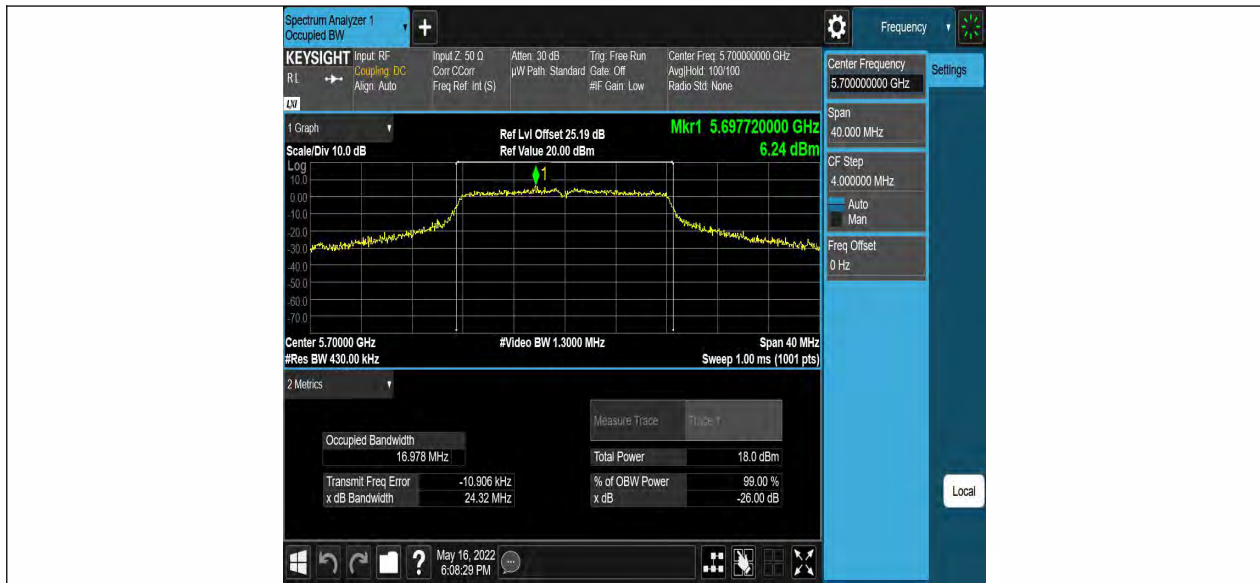 Spectrum Analyzer 1
Occupied BW
+
Frequency
KEYSIGHT Input: RF Input Z: 50 Ω Atten: 30 dB Trig: Free Run Center Freq: 5.700000000 GHz
RL Coupling: DC Corr CCorr µW Path: Standard Gate: Off Avg|Hold: 100/100
Align: Auto Freq Ref: Int (S) #IF Gain: Low Radio Std: None
LXI
Center Frequency
5.700000000 GHz
Settings
Span
40.000 MHz
CF Step
4.000000 MHz
Auto
Man
Freq Offset
0 Hz
1 Graph
Ref Lvl Offset 25.19 dB
Mkr1 5.697720000 GHz
Scale/Div 10.0 dB
Ref Value 20.00 dBm
6.24 dBm
Log
1
10.0
0.00
-10.0
-20.0
-30.0
-40.0
-50.0
-60.0
-70.0
Center 5.70000 GHz #Video BW 1.3000 MHz Span 40 MHz
#Res BW 430.00 kHz Sweep 1.00 ms (1001 pts)
2 Metrics
Measure Trace Trace 1
Occupied Bandwidth
16.978 MHz
Total Power 18.0 dBm
Transmit Freq Error -10.906 kHz % of OBW Power 99.00 %
x dB Bandwidth 24.32 MHz x dB -26.00 dB
Local
? May 16, 2022
6:08:29 PM